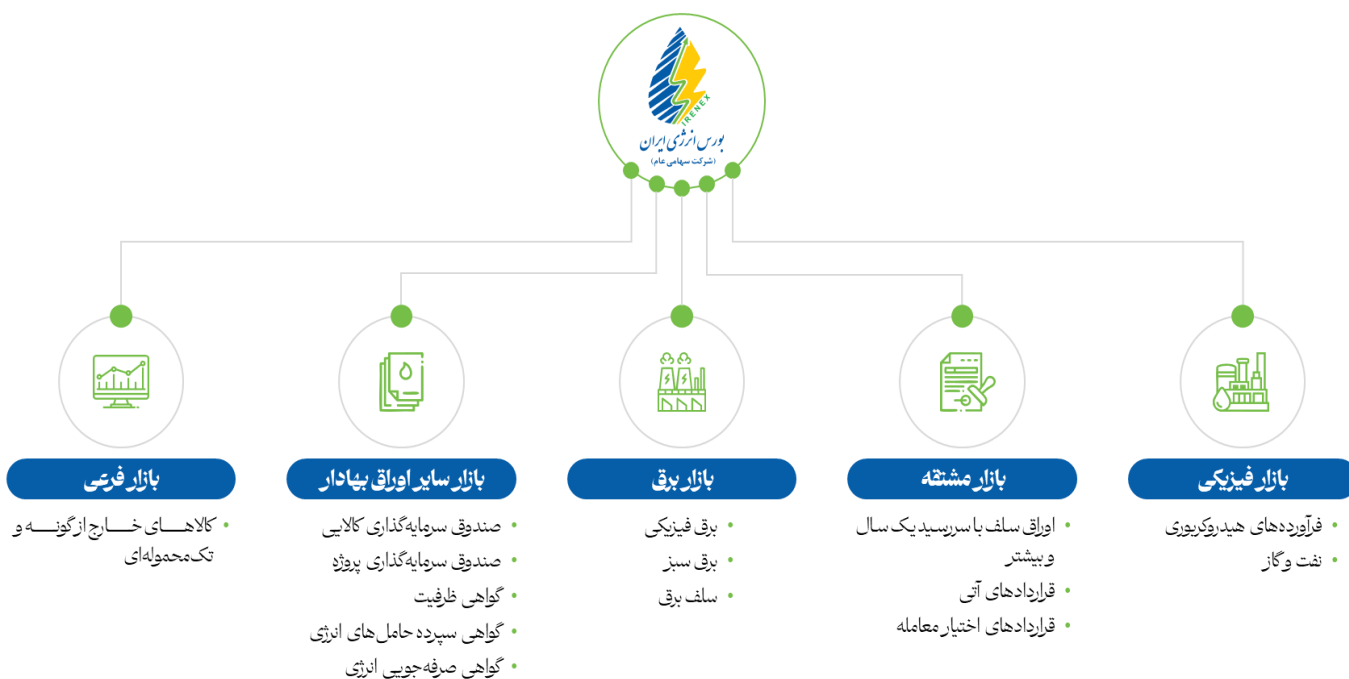 IRENEX
بورس انرژی ایران
(شرکت سهامی عام)
بازار فیزیکی
• فرآورده‌های هیدروکربوری
• نفت و گاز
بازار مشتقه
• اوراق سلف با سررسید یک سال
و بیشتر
• قراردادهای آتی
• قراردادهای اختیار معامله
بازار برق
• برق فیزیکی
• برق سبز
• سلف برق
بازار سایر اوراق بهادار
• صندوق سرمایه‌گذاری کالایی
• صندوق سرمایه‌گذاری پروژه
• گواهی ظرفیت
• گواهی سپرده حامل‌های انرژی
• گواهی صرفه‌جویی انرژی
بازار فرعی
• کالاهای خارج از گونه و
تک‌محموله‌ای